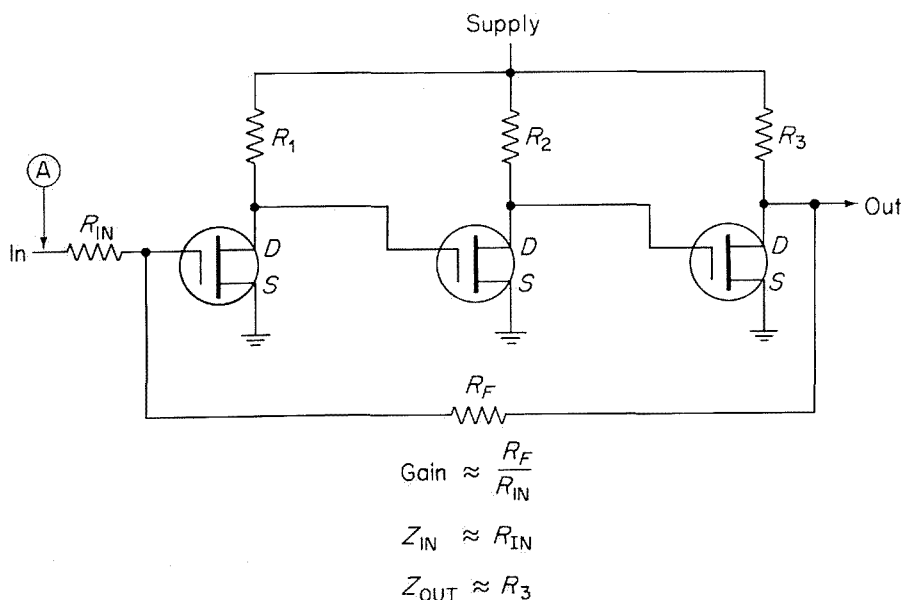 Supply
R1
R2
R3
A
In
RIN
D
S
D
S
D
S
Out
RF
Gain ≈ RF/RIN
ZIN ≈ RIN
ZOUT ≈ R3